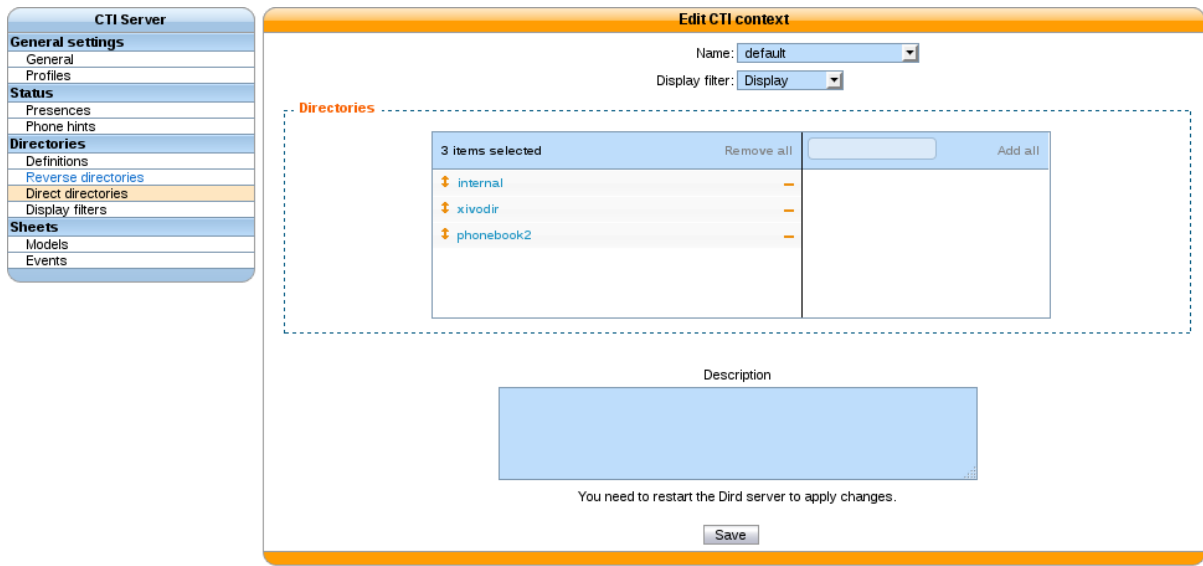 CTI Server
General settings
General
Profiles
Status
Presences
Phone hints
Directories
Definitions
Reverse directories
Direct directories
Display filters
Sheets
Models
Events
Edit CTI context
Name: default
Display filter: Display
Directories
3 items selected Remove all Add all
internal
xivodir
phonebook2
Description
You need to restart the Dird server to apply changes.
Save